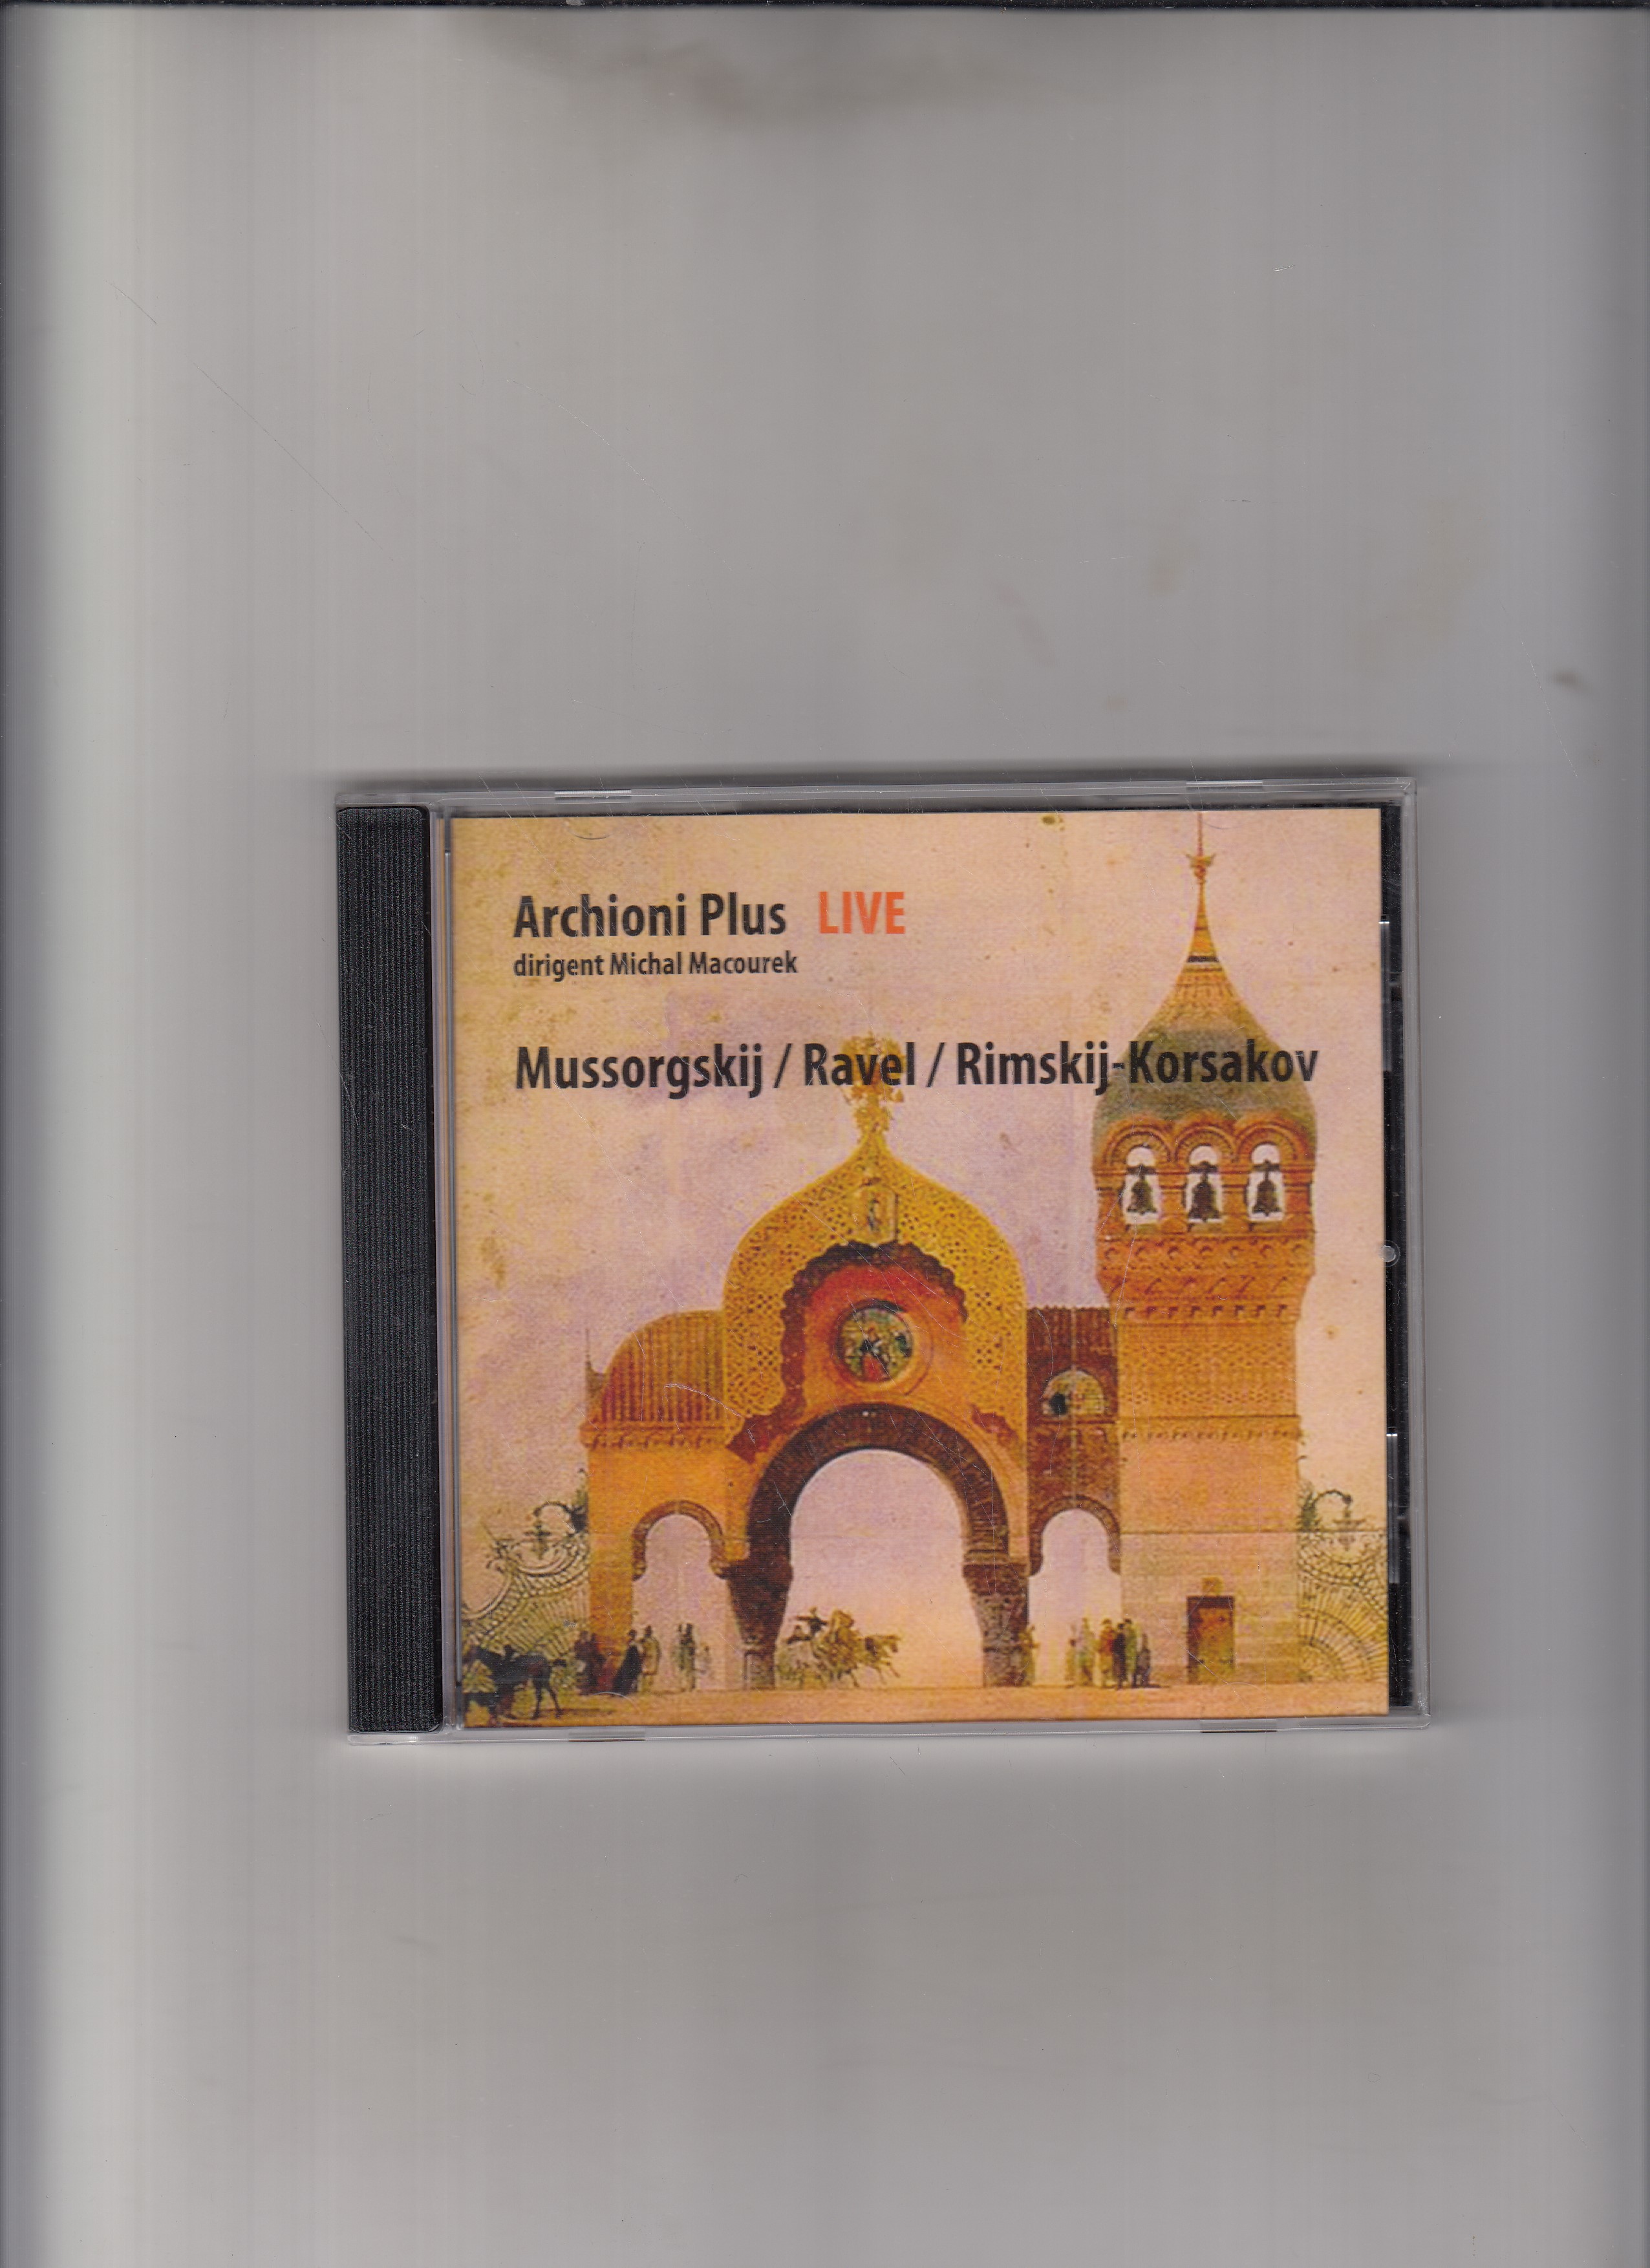 Archioni Plus LIVE
dirigent Michal Macourek
Mussorgskij / Ravel / Rimskij-Korsakov